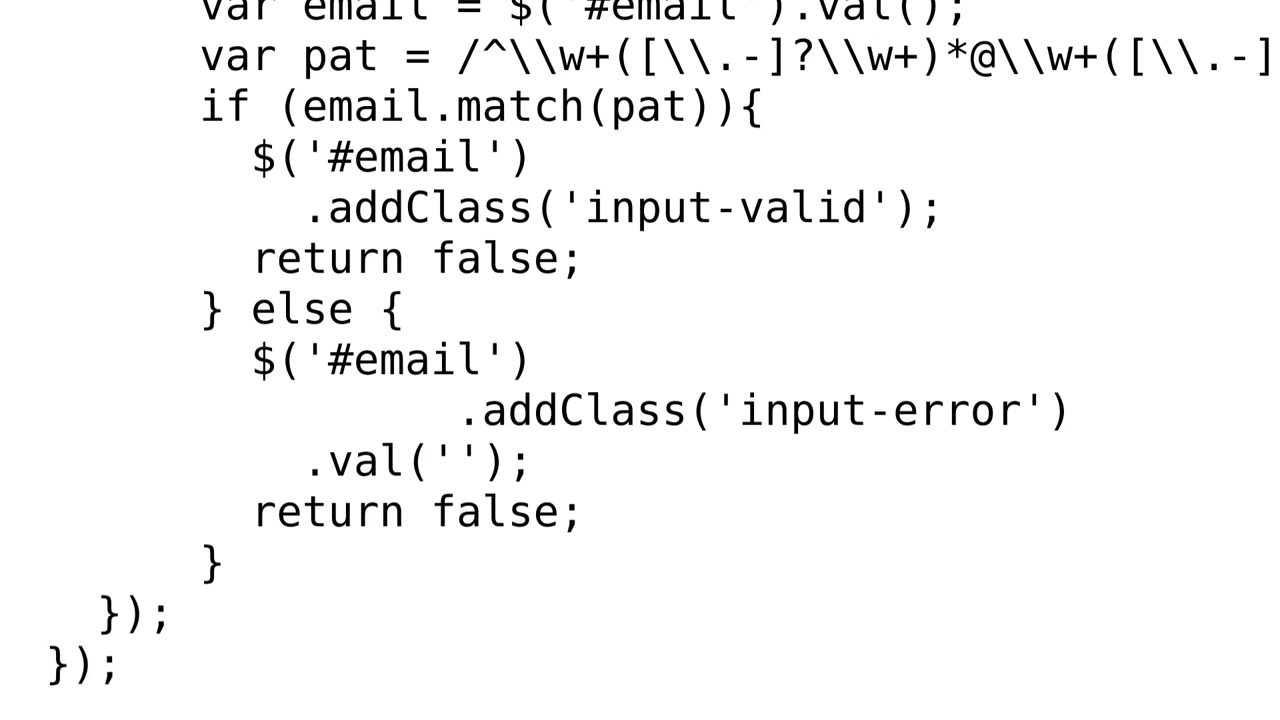 var email = $('#email').val();
var pat = /^\\w+([\\.-]?\\w+)*@\\w+([\\.-]
if (email.match(pat)){
$('#email')
.addClass('input-valid');
return false;
} else {
$('#email')
.addClass('input-error')
.val('');
return false;
}
});
});